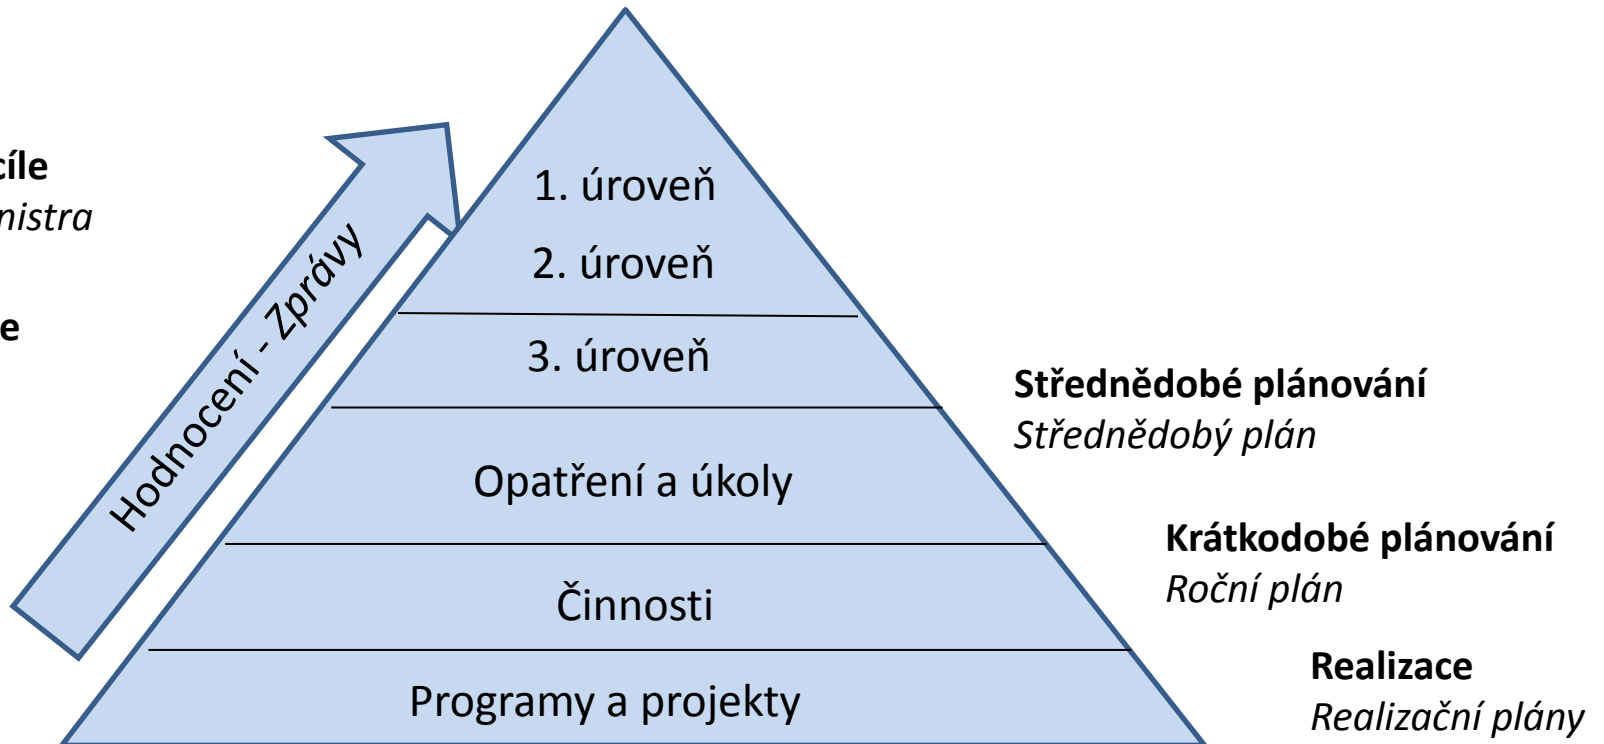 cíle
nistra
e
Hodnocení - Zprávy
1. úroveň
2. úroveň
3. úroveň
Opatření a úkoly
Činnosti
Programy a projekty
Střednědobé plánování
Střednědobý plán
Krátkodobé plánování
Roční plán
Realizace
Realizační plány